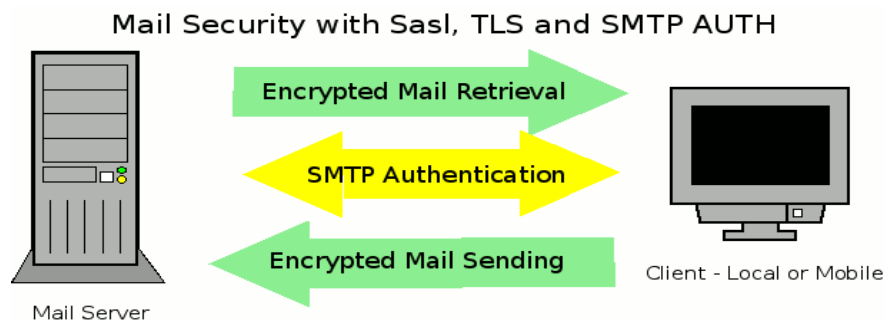 Mail Security with Sasl, TLS and SMTP AUTH
Encrypted Mail Retrieval
SMTP Authentication
Encrypted Mail Sending
Client - Local or Mobile
Mail Server